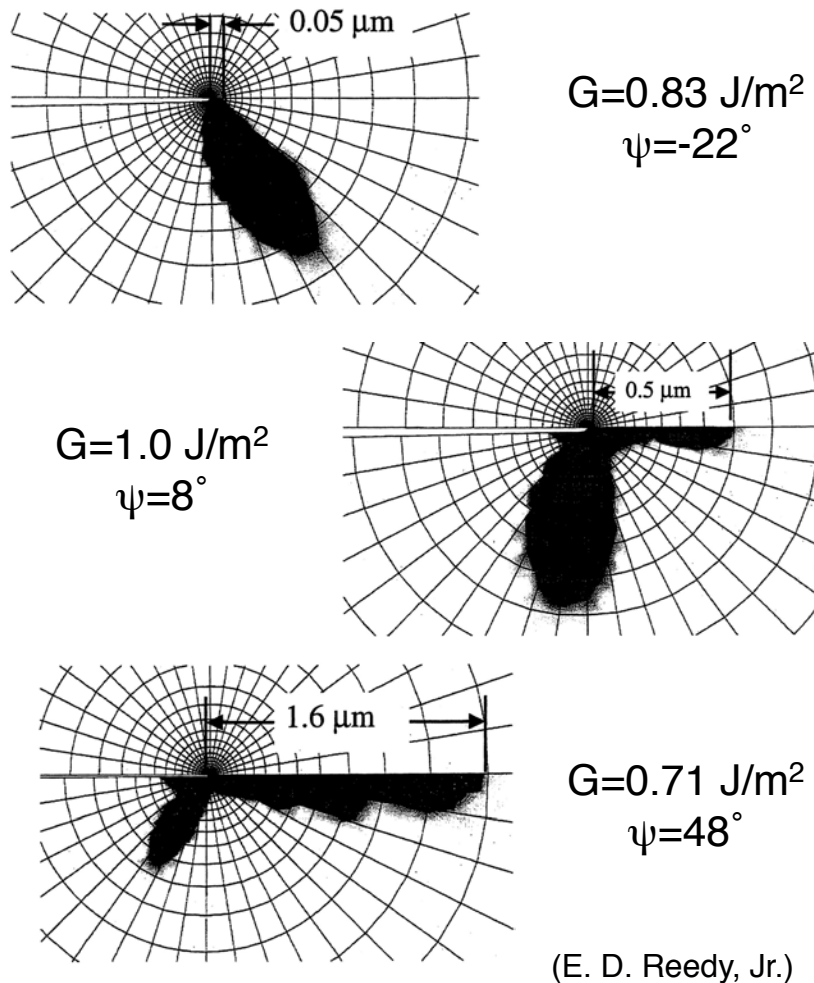 0.05 μm
G=0.83 J/m²
ψ=-22˚
0.5 μm
G=1.0 J/m²
ψ=8˚
1.6 μm
G=0.71 J/m²
ψ=48˚
(E. D. Reedy, Jr.)